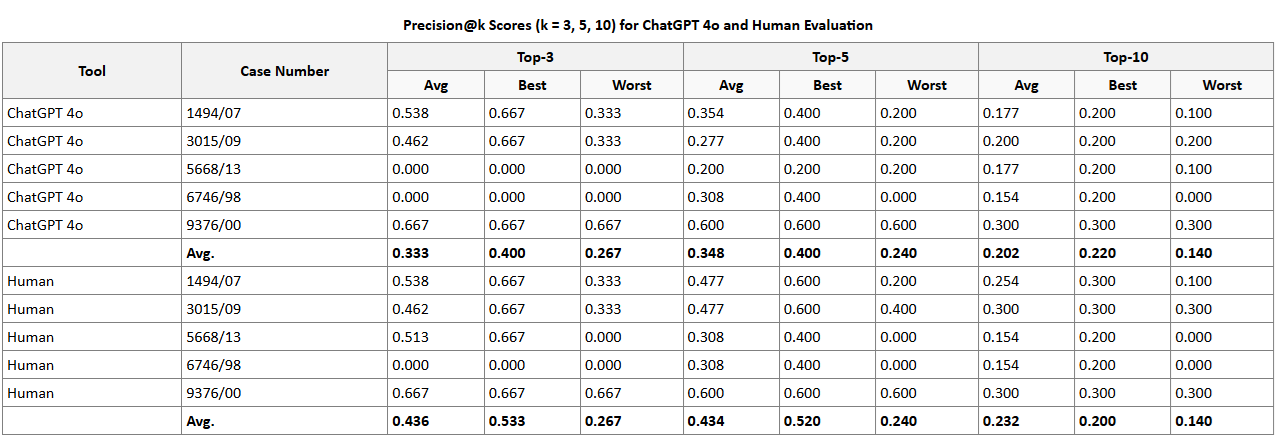 Precision@k Scores (k = 3, 5, 10) for ChatGPT 4o and Human Evaluation
Tool Case Number Top-3 Top-5 Top-10
Avg Best Worst Avg Best Worst Avg Best Worst
ChatGPT 4o 1494/07 0.538 0.667 0.333 0.354 0.400 0.200 0.177 0.200 0.100
ChatGPT 4o 3015/09 0.462 0.667 0.333 0.277 0.400 0.200 0.200 0.200 0.200
ChatGPT 4o 5668/13 0.000 0.000 0.000 0.200 0.200 0.200 0.177 0.200 0.100
ChatGPT 4o 6746/98 0.000 0.000 0.000 0.308 0.400 0.000 0.154 0.200 0.000
ChatGPT 4o 9376/00 0.667 0.667 0.667 0.600 0.600 0.600 0.300 0.300 0.300
Avg. 0.333 0.400 0.267 0.348 0.400 0.240 0.202 0.220 0.140
Human 1494/07 0.538 0.667 0.333 0.477 0.600 0.200 0.254 0.300 0.100
Human 3015/09 0.462 0.667 0.333 0.477 0.600 0.400 0.300 0.300 0.300
Human 5668/13 0.513 0.667 0.000 0.308 0.400 0.000 0.154 0.200 0.000
Human 6746/98 0.000 0.000 0.000 0.308 0.400 0.000 0.154 0.200 0.000
Human 9376/00 0.667 0.667 0.667 0.600 0.600 0.600 0.300 0.300 0.300
Avg. 0.436 0.533 0.267 0.434 0.520 0.240 0.232 0.200 0.140